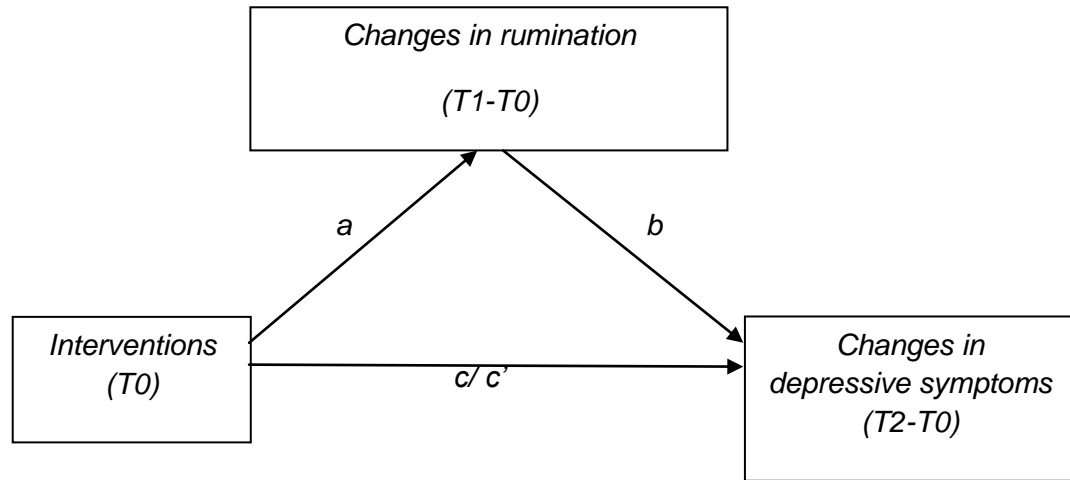 Changes in rumination
(T1-T0)
a
b
Interventions
(T0)
c/ c’
Changes in
depressive symptoms
(T2-T0)